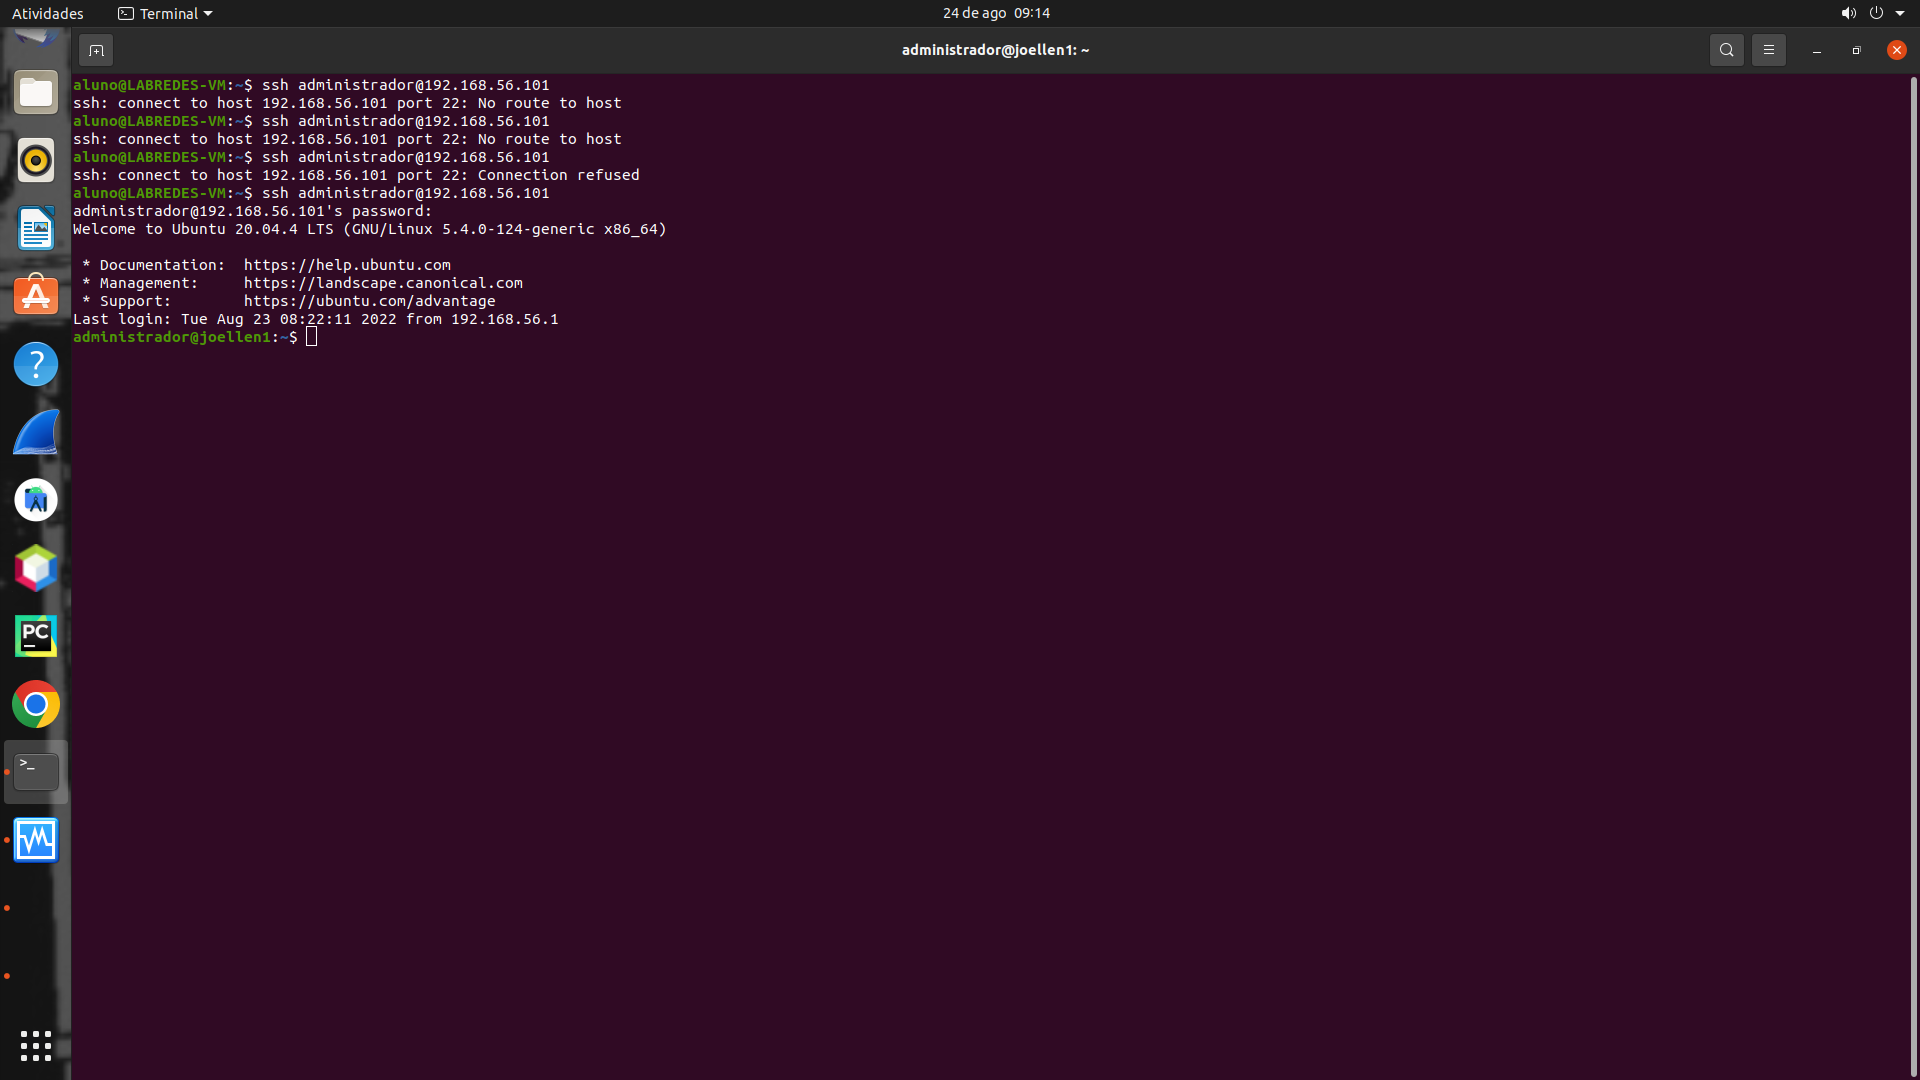 Atividades
Terminal
24 de ago 09:14
administrador@joellen1: ~
aluno@LABREDES-VM:~$ ssh administrador@192.168.56.101
ssh: connect to host 192.168.56.101 port 22: No route to host
aluno@LABREDES-VM:~$ ssh administrador@192.168.56.101
ssh: connect to host 192.168.56.101 port 22: No route to host
aluno@LABREDES-VM:~$ ssh administrador@192.168.56.101
ssh: connect to host 192.168.56.101 port 22: Connection refused
aluno@LABREDES-VM:~$ ssh administrador@192.168.56.101
administrador@192.168.56.101's password:
Welcome to Ubuntu 20.04.4 LTS (GNU/Linux 5.4.0-124-generic x86_64)
* Documentation:  https://help.ubuntu.com
* Management:     https://landscape.canonical.com
* Support:        https://ubuntu.com/advantage
Last login: Tue Aug 23 08:22:11 2022 from 192.168.56.1
administrador@joellen1:~$
?
PC
>_